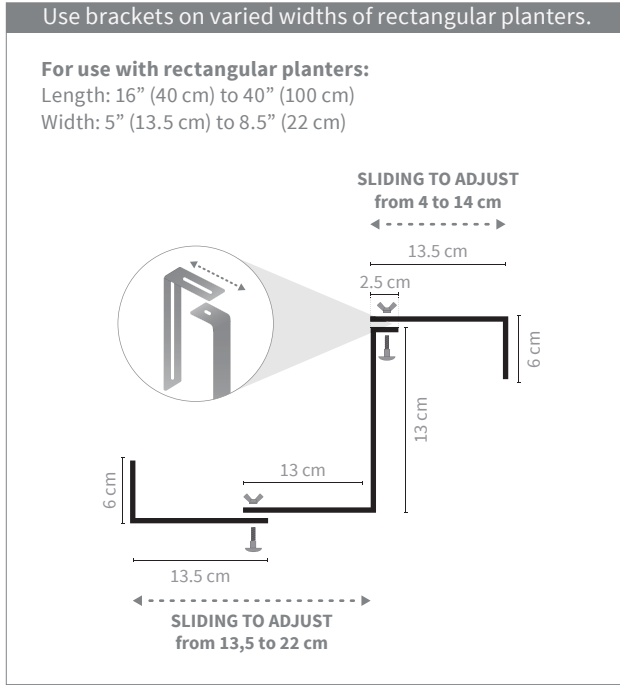 Use brackets on varied widths of rectangular planters.
For use with rectangular planters:
Length: 16” (40 cm) to 40” (100 cm)
Width: 5” (13.5 cm) to 8.5” (22 cm)
SLIDING TO ADJUST
from 4 to 14 cm
13.5 cm
2.5 cm
6 cm
13 cm
13 cm
6 cm
13.5 cm
SLIDING TO ADJUST
from 13,5 to 22 cm